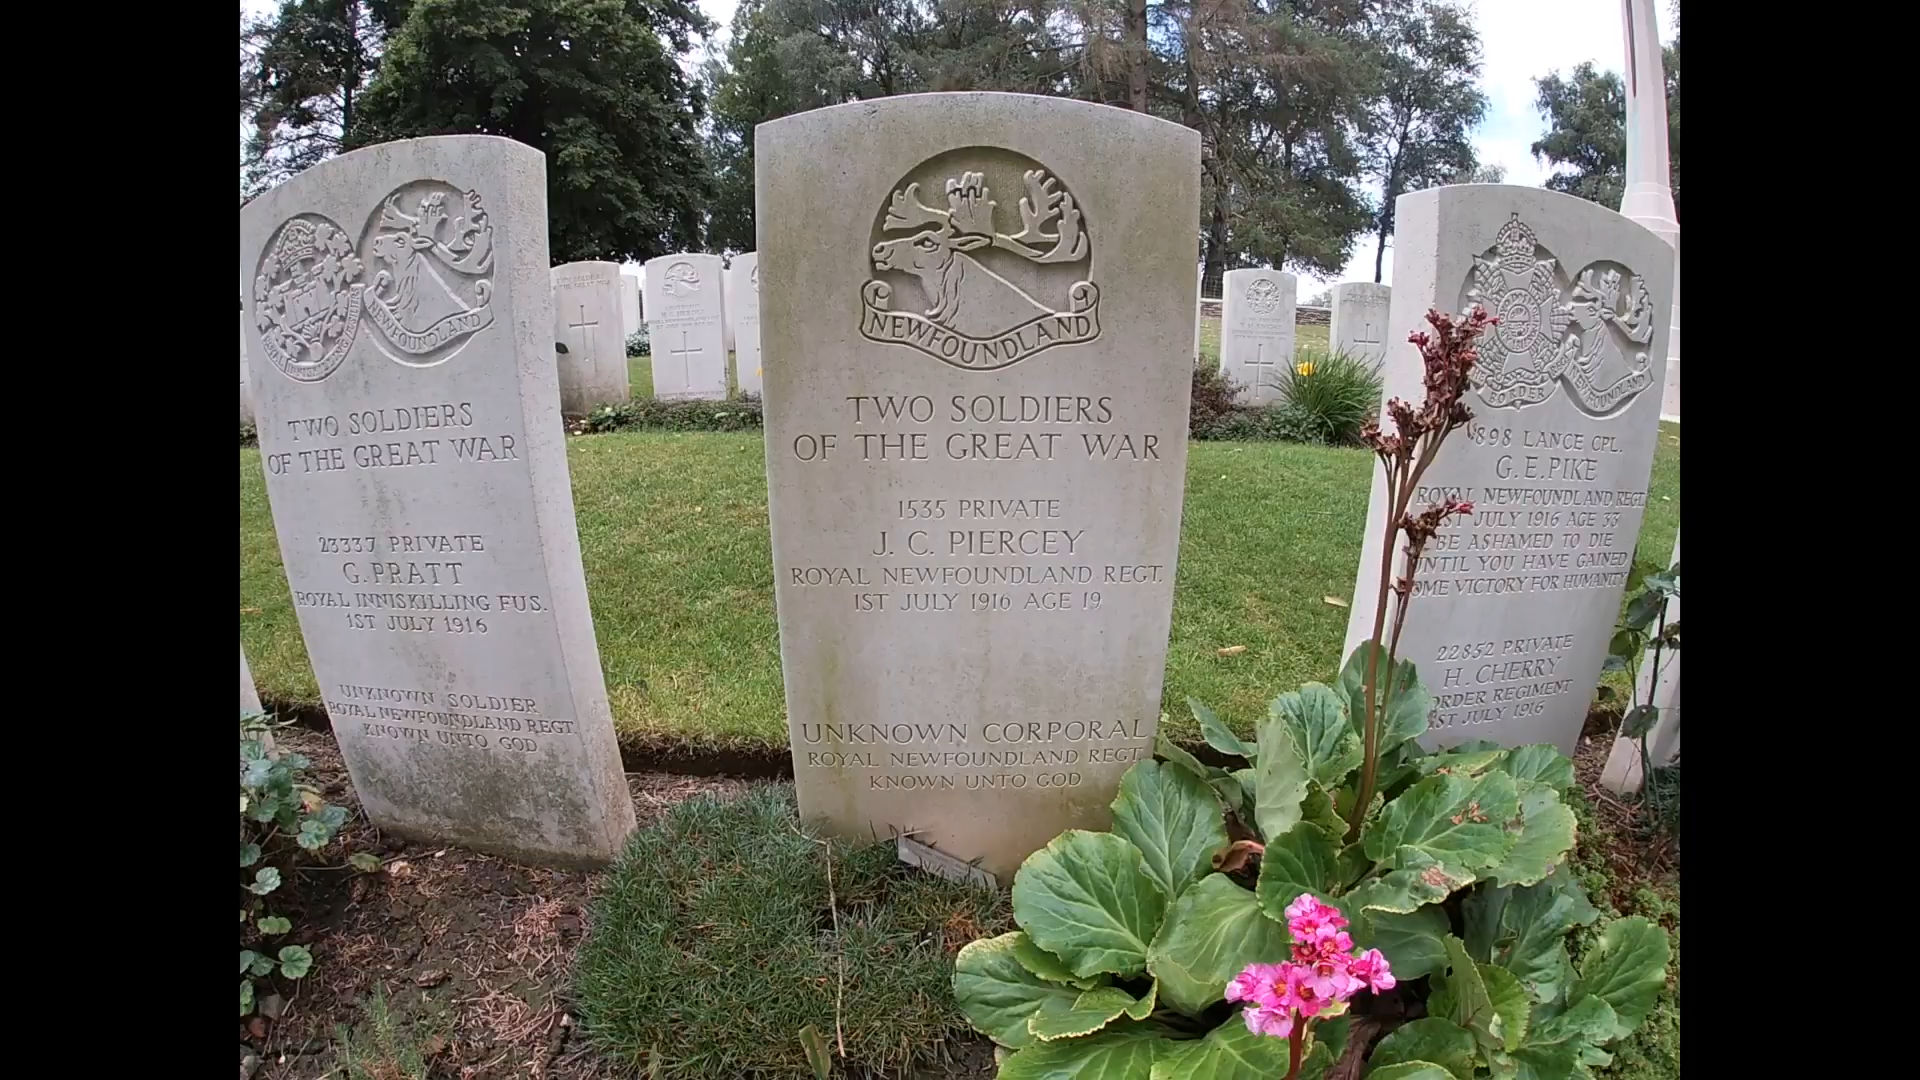 NEWFOUNDLAND
TWO SOLDIERS
OF THE GREAT WAR
23337 PRIVATE
G. PRATT
ROYAL INNISKILLING FUS.
1ST JULY 1916
UNKNOWN SOLDIER
ROYAL NEWFOUNDLAND REGT.
KNOWN UNTO GOD
NEWFOUNDLAND
TWO SOLDIERS
OF THE GREAT WAR
1535 PRIVATE
J. C. PIERCEY
ROYAL NEWFOUNDLAND REGT.
1ST JULY 1916 AGE 19
UNKNOWN CORPORAL
ROYAL NEWFOUNDLAND REGT.
KNOWN UNTO GOD
BORDER
NEWFOUNDLAND
898 LANCE CPL.
G. E. PIKE
ROYAL NEWFOUNDLAND REGT.
1ST JULY 1916 AGE 33
BE ASHAMED TO DIE
UNTIL YOU HAVE GAINED
SOME VICTORY FOR HUMANITY
22852 PRIVATE
H. CHERRY
BORDER REGIMENT
1ST JULY 1916